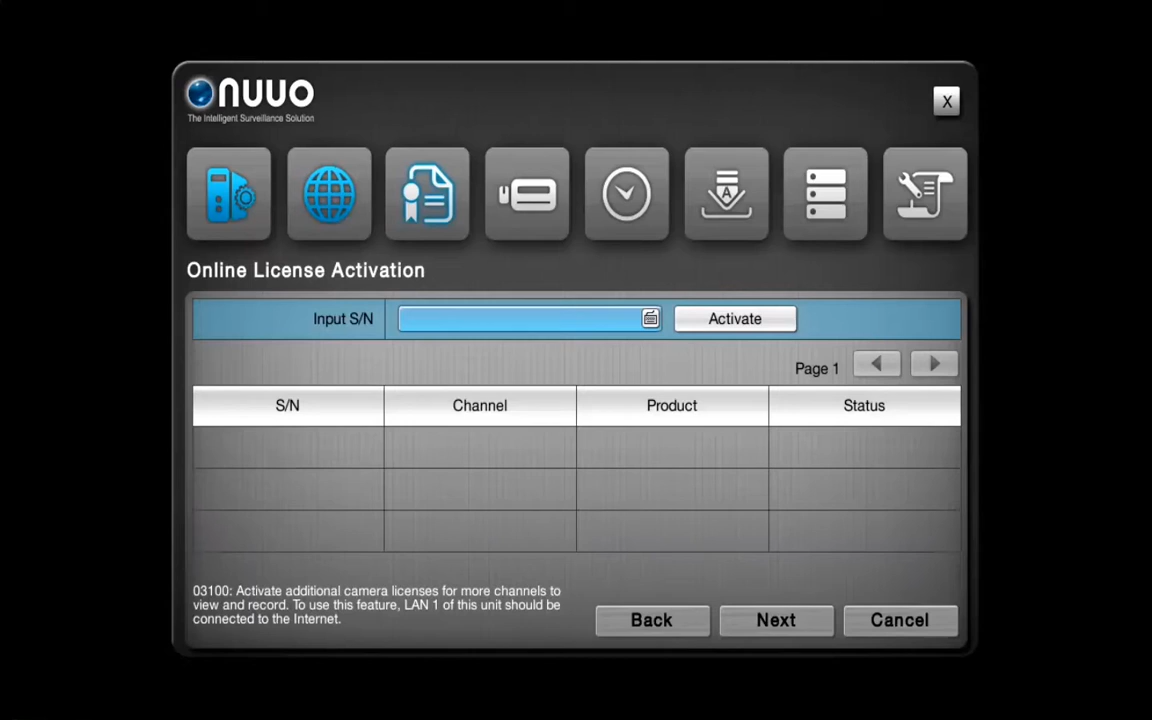 nuuo
The Intelligent Surveillance Solution
X
A
Online License Activation
Input S/N
Activate
Page 1
S/N Channel Product Status
03100: Activate additional camera licenses for more channels to
view and record. To use this feature, LAN 1 of this unit should be
connected to the Internet.
Back Next Cancel